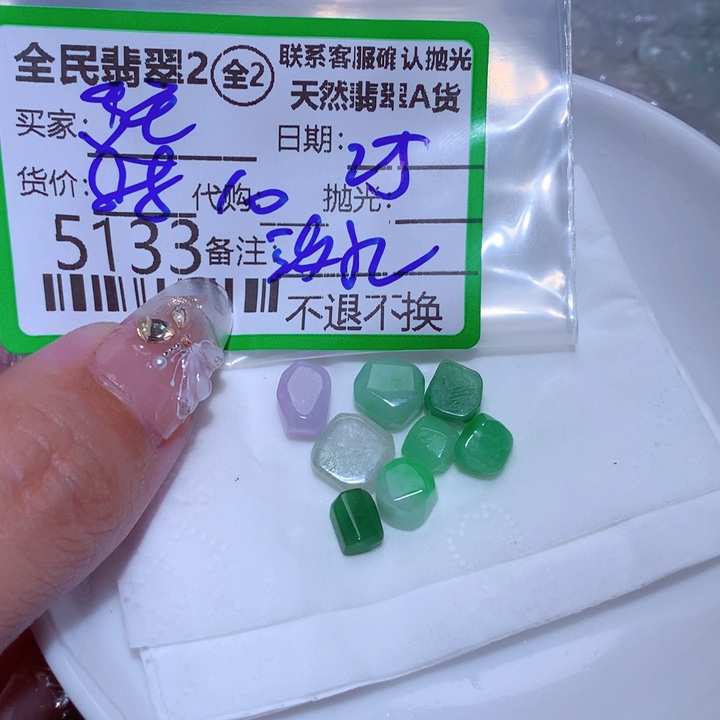 全民翡翠2 全2 联系客服确认抛光
天然翡翠A货
买家: 日期: 25
货价: 代购: 60 抛光:
5133 备注:
不退不换